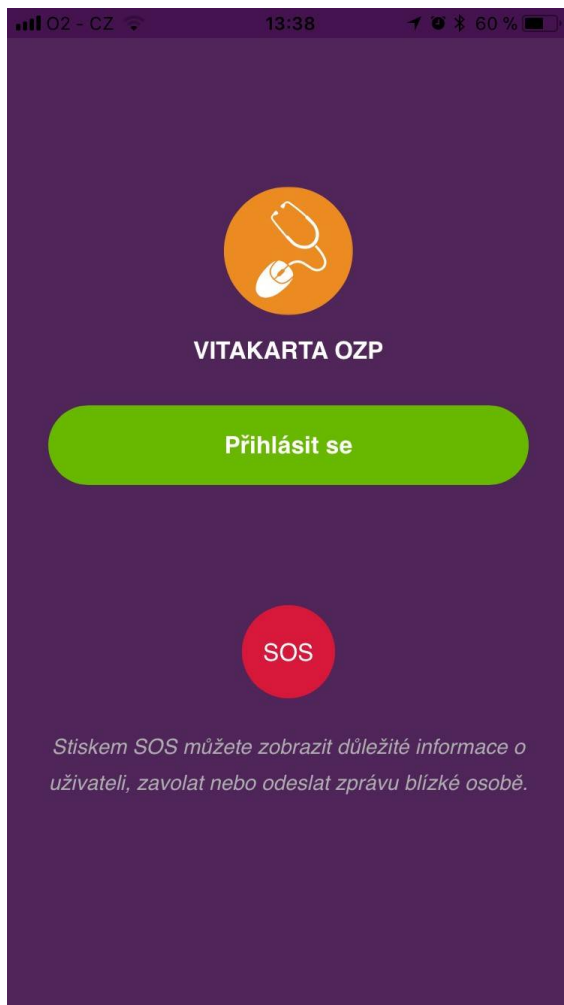 O2 - CZ 13:38 60 %
VITAKARTA OZP
Přihlásit se
SOS
Stiskem SOS můžete zobrazit důležité informace o
uživateli, zavolat nebo odeslat zprávu blízké osobě.